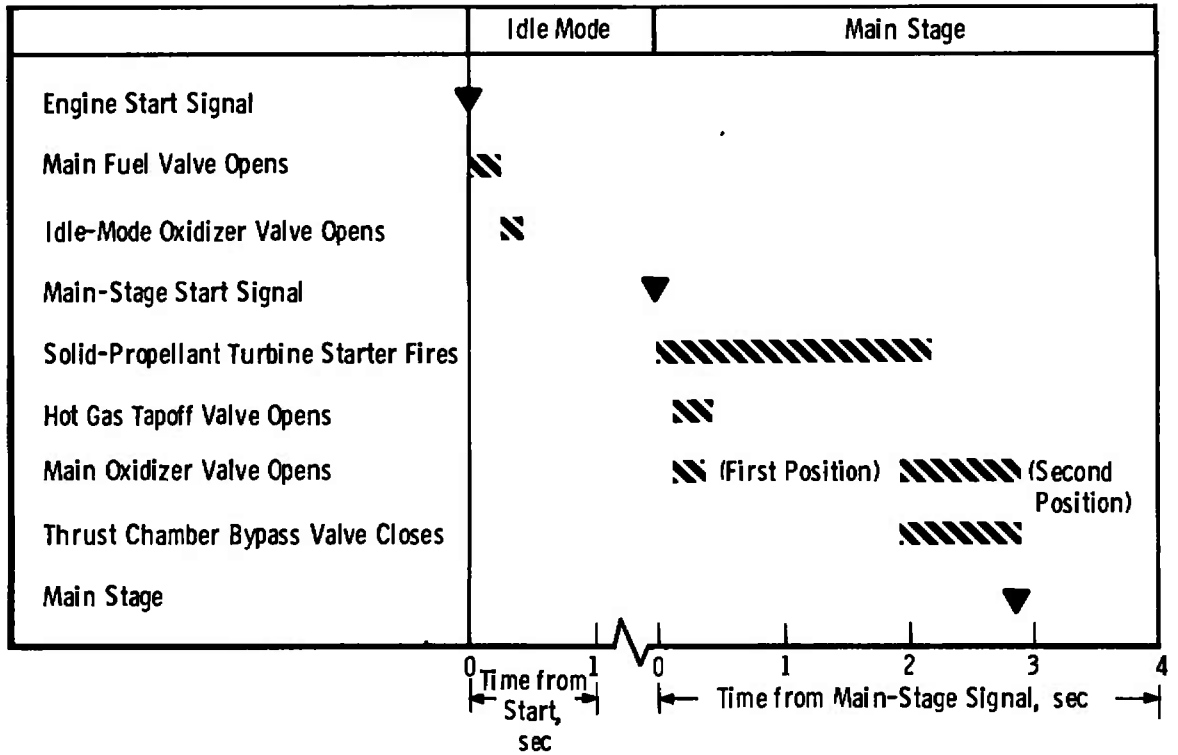 Idle Mode
Main Stage
Engine Start Signal
Main Fuel Valve Opens
Idle-Mode Oxidizer Valve Opens
Main-Stage Start Signal
Solid-Propellant Turbine Starter Fires
Hot Gas Tapoff Valve Opens
Main Oxidizer Valve Opens
(First Position)
(Second
Position)
Thrust Chamber Bypass Valve Closes
Main Stage
0 1 0 1 2 3 4
Time from
Start,
sec
Time from Main-Stage Signal, sec